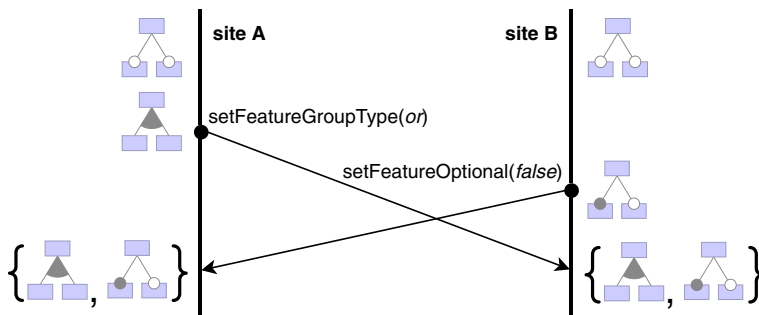 site A
site B
setFeatureGroupType(or)
setFeatureOptional(false)
{ , }
{ , }